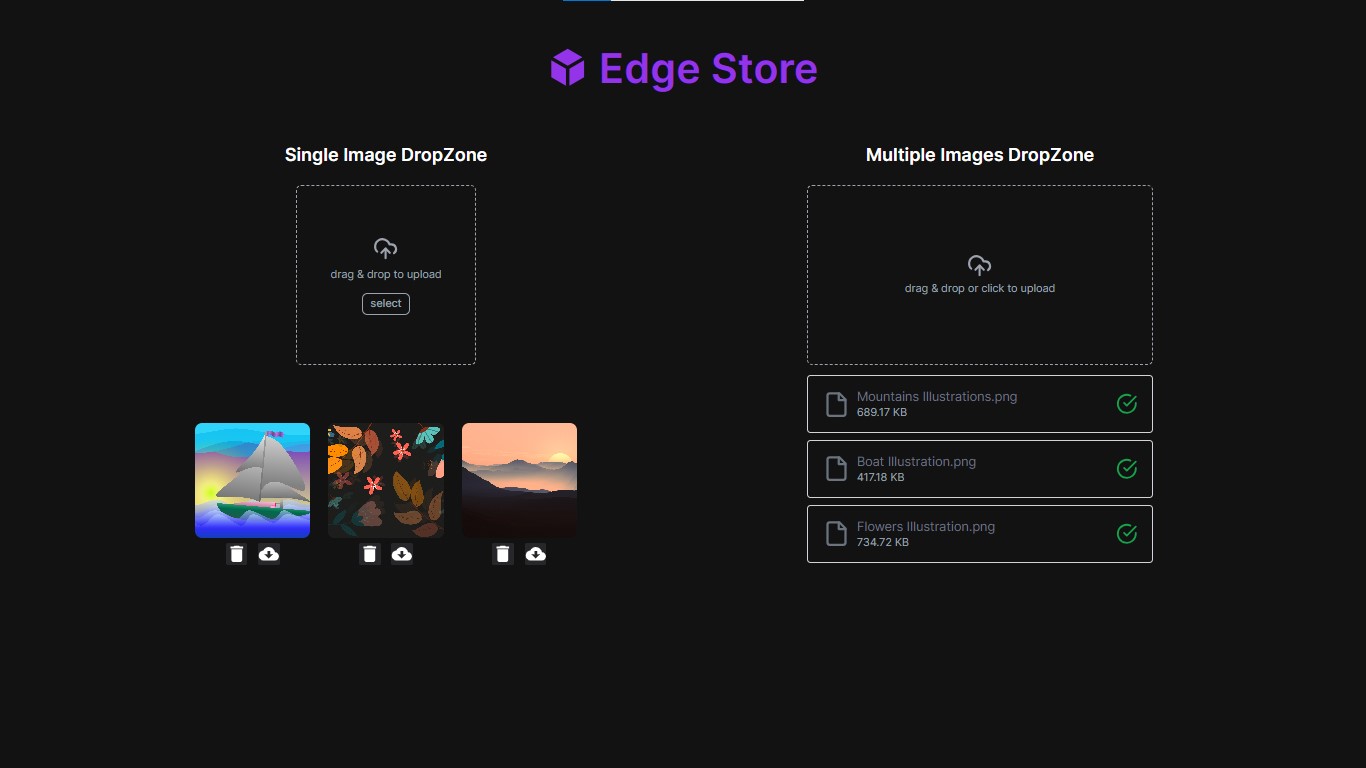 Edge Store
Single Image DropZone
drag & drop to upload
select
Multiple Images DropZone
drag & drop or click to upload
Mountains Illustrations.png
689.17 KB
Boat Illustration.png
417.18 KB
Flowers Illustration.png
734.72 KB